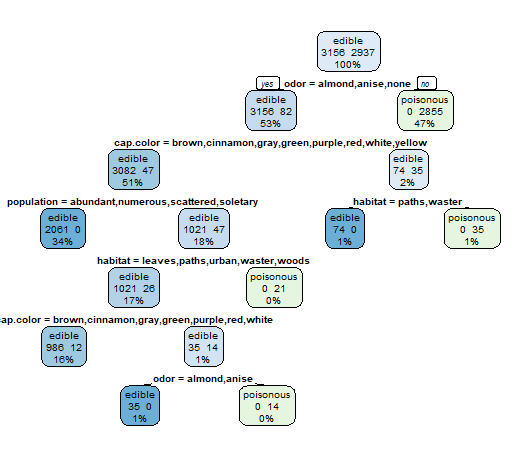 edible
3156 2937
100%
yes odor = almond,anise,none no
edible
3156 82
53%
poisonous
0 2855
47%
cap.color = brown,cinnamon,gray,green,purple,red,white,yellow
edible
3082 47
51%
edible
74 35
2%
population = abundant,numerous,scattered,soletary
habitat = paths,waster
edible
2061 0
34%
edible
1021 47
18%
edible
74 0
1%
poisonous
0 35
1%
habitat = leaves,paths,urban,waster,woods
edible
1021 26
17%
poisonous
0 21
0%
cap.color = brown,cinnamon,gray,green,purple,red,white
edible
986 12
16%
edible
35 14
1%
odor = almond,anise
edible
35 0
1%
poisonous
0 14
0%